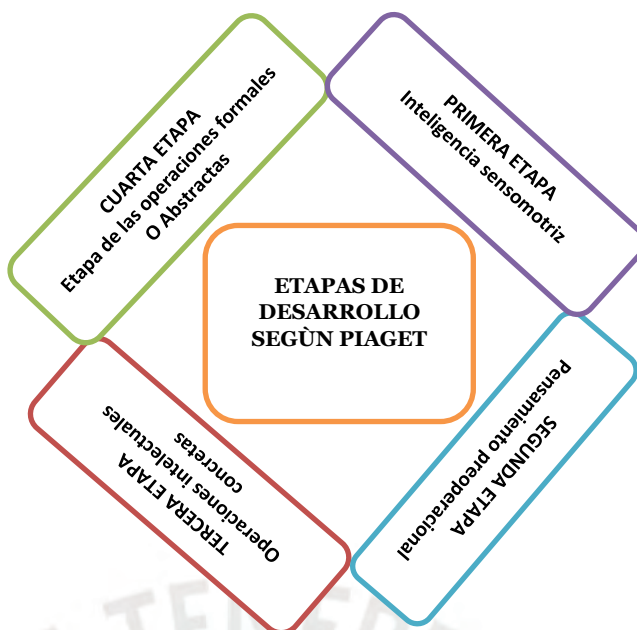 ETAPAS DE
DESARROLLO
SEGÙN PIAGET
PRIMERA ETAPA
Inteligencia sensomotriz
SEGUNDA ETAPA
Pensamiento preoperacional
TERCERA ETAPA
Operaciones intelectuales
concretas
CUARTA ETAPA
Etapa de las operaciones formales
O Abstractas